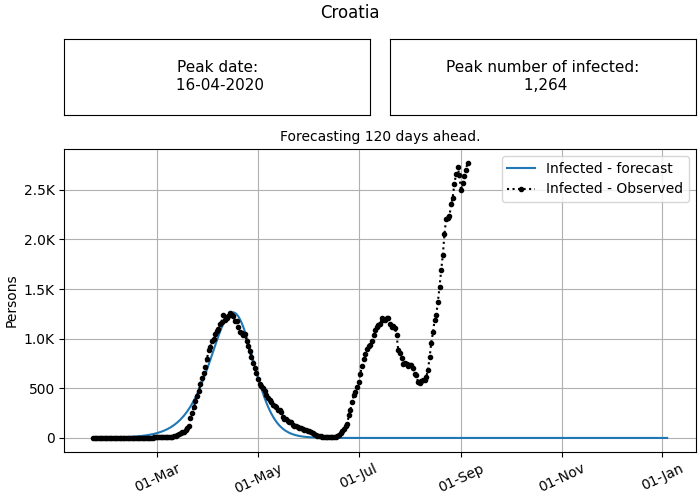 Croatia
Peak date:
16-04-2020
Peak number of infected:
1,264
Forecasting 120 days ahead.
Infected - forecast
Infected - Observed
Persons
2.5K
2.0K
1.5K
1.0K
500
0
01-Mar
01-May
01-Jul
01-Sep
01-Nov
01-Jan